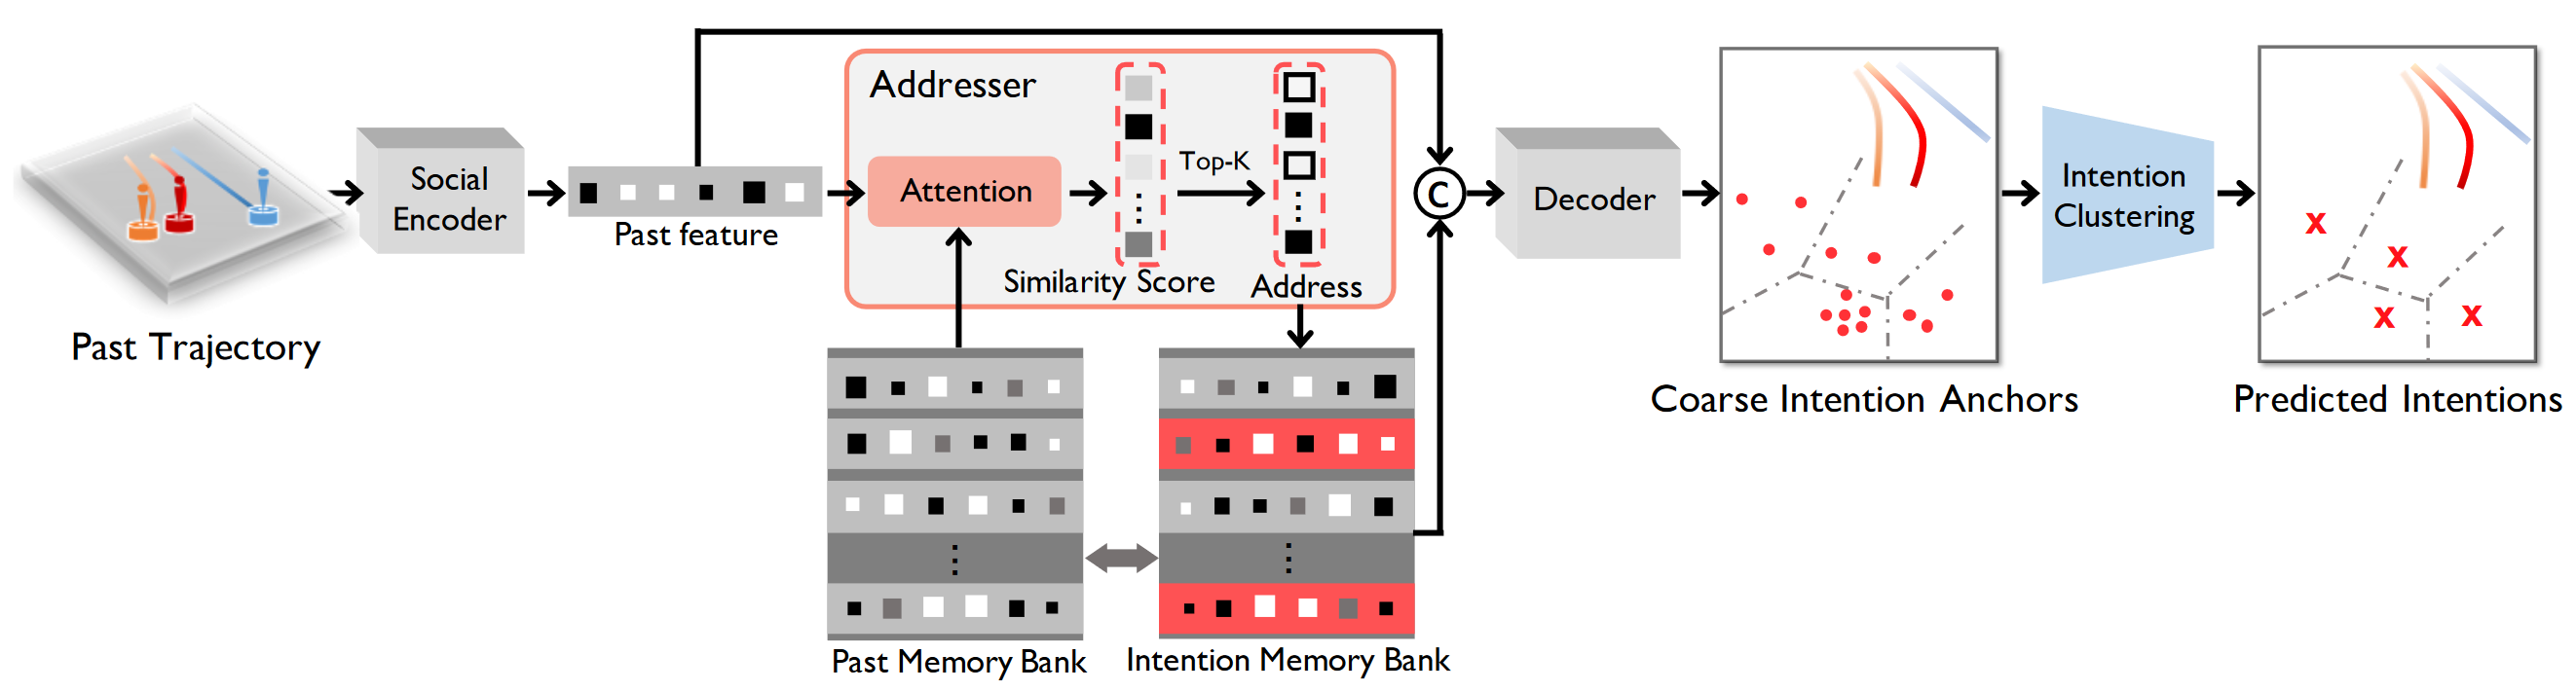 Past Trajectory
Social
Encoder
Past feature
Addresser
Attention
Similarity Score
Top-K
Address
Past Memory Bank
Intention Memory Bank
C
Decoder
Coarse Intention Anchors
Intention
Clustering
x
x
x
x
Predicted Intentions